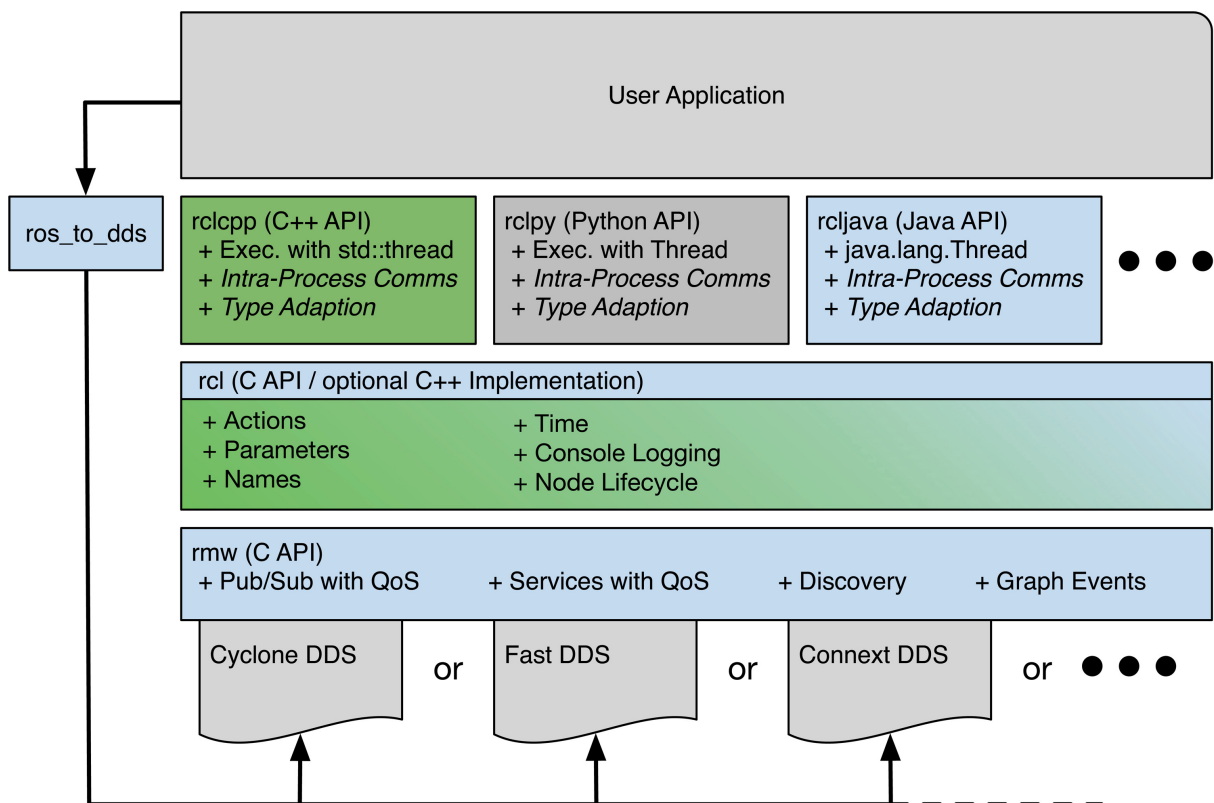 User Application
ros_to_dds
rclcpp (C++ API)
+ Exec. with std::thread
+ Intra-Process Comms
+ Type Adaption
rclpy (Python API)
+ Exec. with Thread
+ Intra-Process Comms
+ Type Adaption
rcljava (Java API)
+ java.lang.Thread
+ Intra-Process Comms
+ Type Adaption
rcl (C API / optional C++ Implementation)
+ Actions
+ Parameters
+ Names
+ Time
+ Console Logging
+ Node Lifecycle
rmw (C API)
+ Pub/Sub with QoS + Services with QoS + Discovery + Graph Events
Cyclone DDS or Fast DDS or Connext DDS or